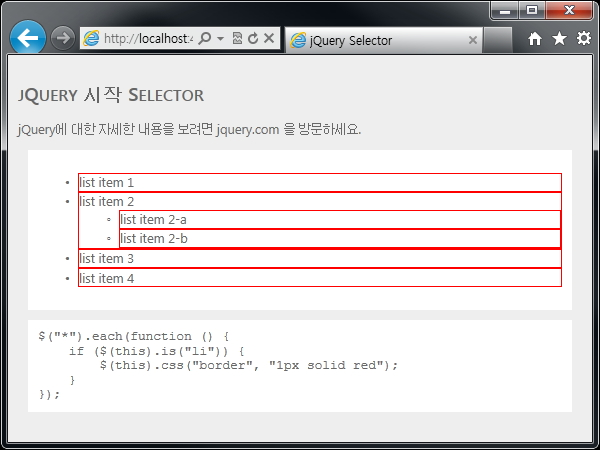 http://localhost:4
jQuery Selector
jQuery 시작 Selector
jQuery에 대한 자세한 내용을 보려면 jquery.com 을 방문하세요.
list item 1
list item 2
list item 2-a
list item 2-b
list item 3
list item 4
$("*").each(function () {
    if ($(this).is("li")) {
        $(this).css("border", "1px solid red");
    }
});